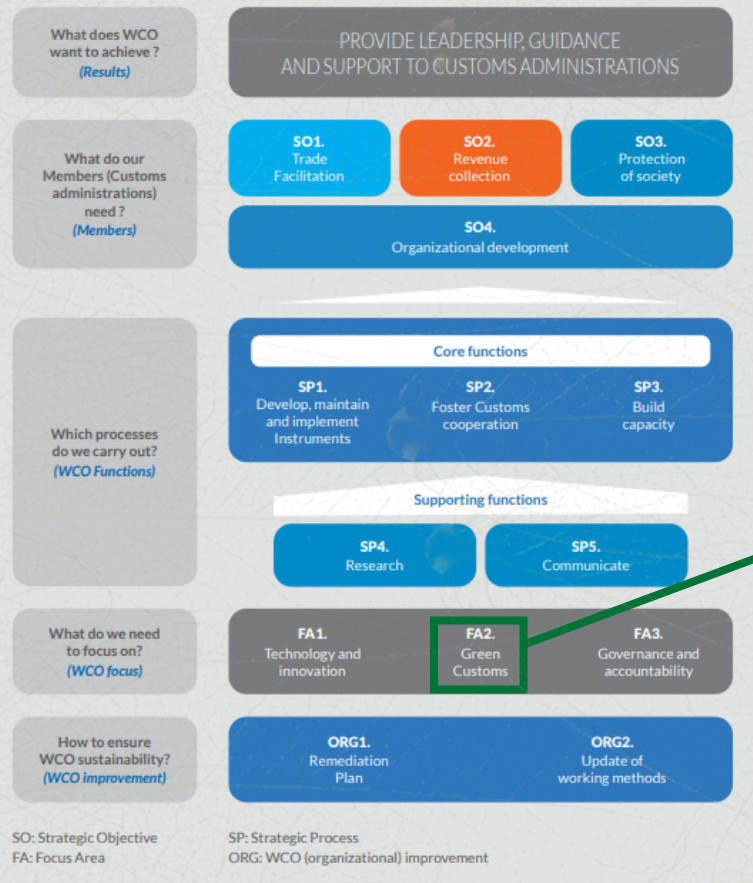 What does WCO
want to achieve ?
(Results)
PROVIDE LEADERSHIP, GUIDANCE
AND SUPPORT TO CUSTOMS ADMINISTRATIONS
What do our
Members (Customs
administrations)
need ?
(Members)
SO1.
Trade
Facilitation
SO2.
Revenue
collection
SO3.
Protection
of society
SO4.
Organizational development
Which processes
do we carry out?
(WCO Functions)
Core functions
SP1.
Develop, maintain
and implement
Instruments
SP2.
Foster Customs
cooperation
SP3.
Build
capacity
Supporting functions
SP4.
Research
SP5.
Communicate
What do we need
to focus on?
(WCO focus)
FA1.
Technology and
innovation
FA2.
Green
Customs
FA3.
Governance and
accountability
How to ensure
WCO sustainability?
(WCO improvement)
ORG1.
Remediation
Plan
ORG2.
Update of
working methods
SO: Strategic Objective
FA: Focus Area
SP: Strategic Process
ORG: WCO (organizational) improvement